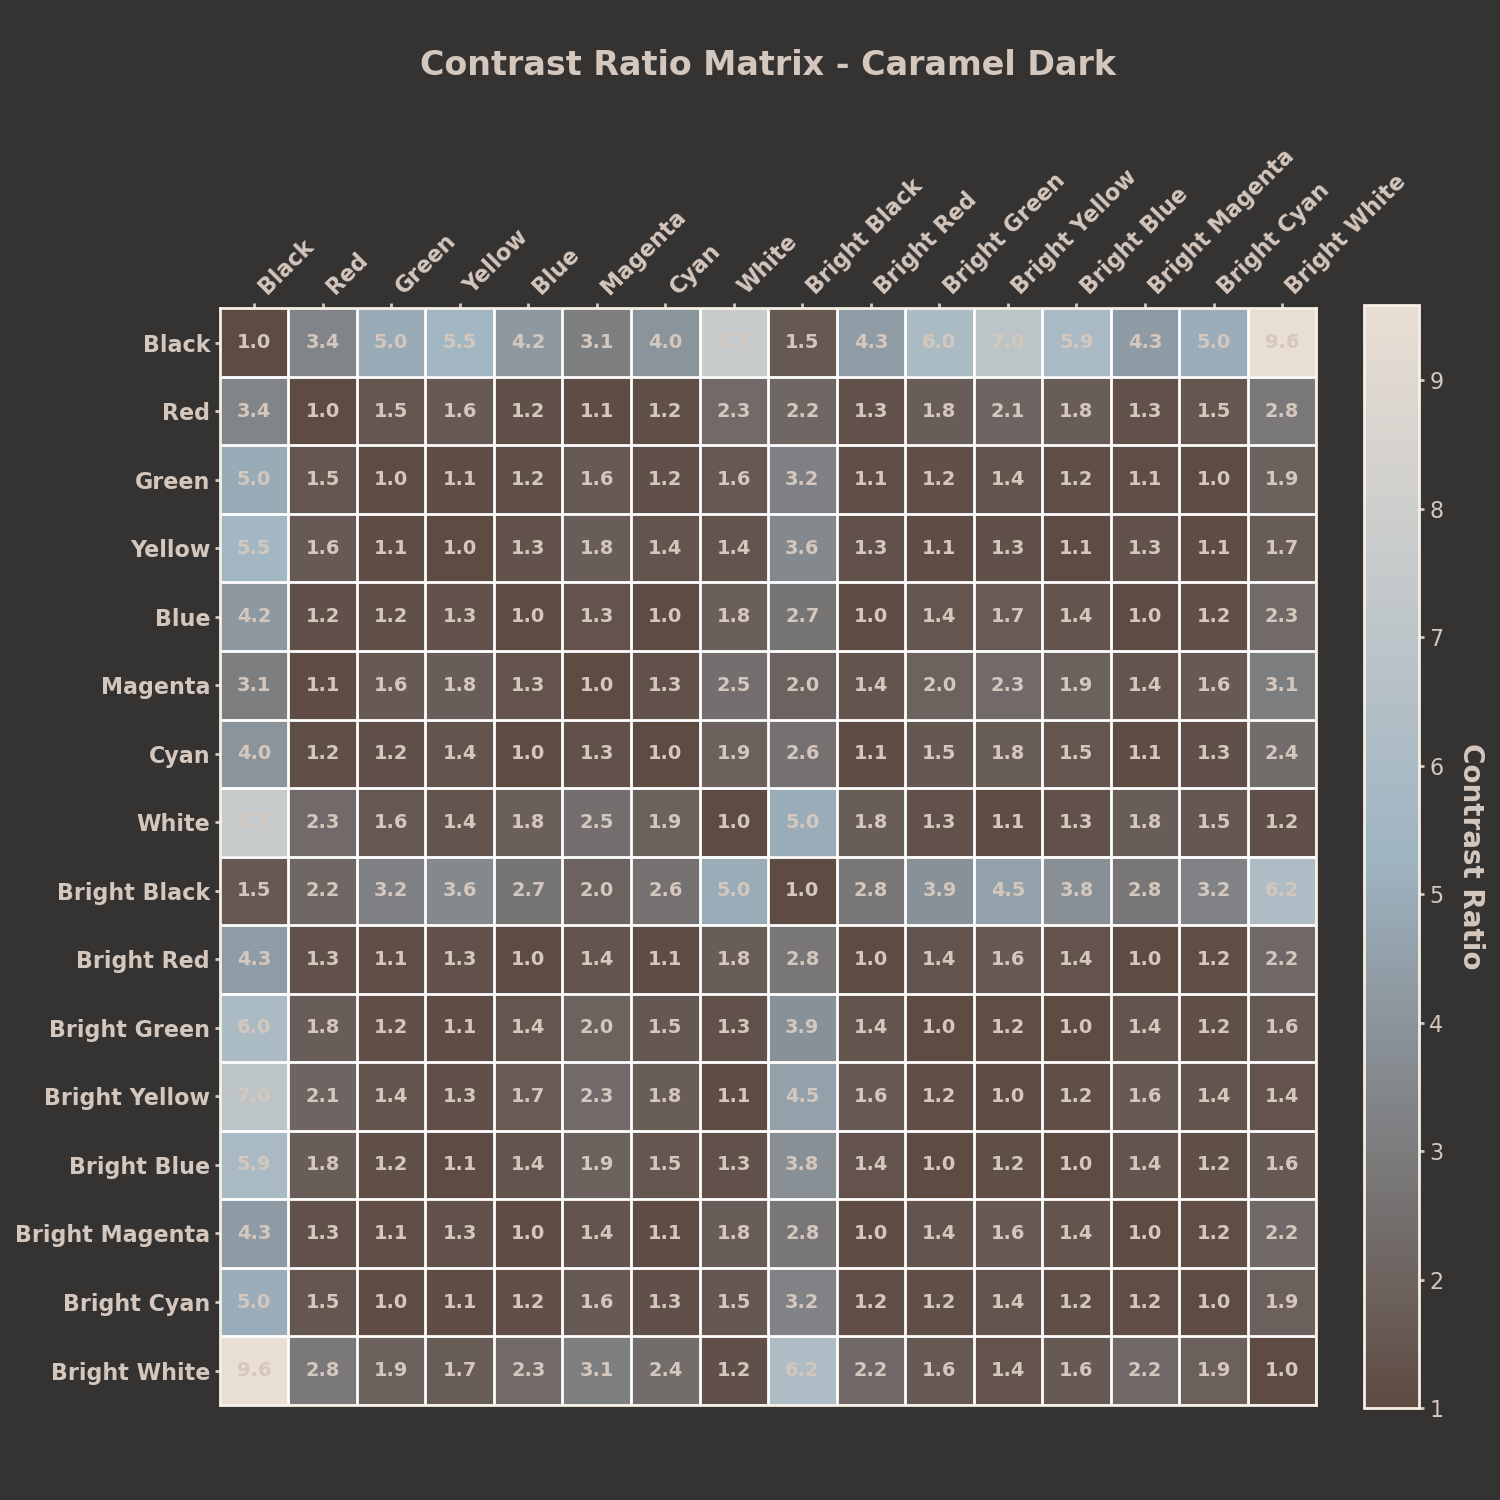 Contrast Ratio Matrix - Caramel Dark
Black Red Green Yellow Blue Magenta Cyan White Bright Black Bright Red Bright Green Bright Yellow Bright Blue Bright Magenta Bright Cyan Bright White
Black 1.0 3.4 5.0 5.5 4.2 3.1 4.0 1.5 4.3 6.0 7.0 5.9 4.3 5.0 9.6
Red 3.4 1.0 1.5 1.6 1.2 1.1 1.2 2.3 2.2 1.3 1.8 2.1 1.8 1.3 1.5 2.8
Green 5.0 1.5 1.0 1.1 1.2 1.6 1.2 1.6 3.2 1.1 1.2 1.4 1.2 1.1 1.0 1.9
Yellow 5.5 1.6 1.1 1.0 1.3 1.8 1.4 1.4 3.6 1.3 1.1 1.3 1.1 1.3 1.1 1.7
Blue 4.2 1.2 1.2 1.3 1.0 1.3 1.0 1.8 2.7 1.0 1.4 1.7 1.4 1.0 1.2 2.3
Magenta 3.1 1.1 1.6 1.8 1.3 1.0 1.3 2.5 2.0 1.4 2.0 2.3 1.9 1.4 1.6 3.1
Cyan 4.0 1.2 1.2 1.4 1.0 1.3 1.0 1.9 2.6 1.1 1.5 1.8 1.5 1.1 1.3 2.4
White 2.3 1.6 1.4 1.8 2.5 1.9 1.0 5.0 1.8 1.3 1.1 1.3 1.8 1.5 1.2
Bright Black 1.5 2.2 3.2 3.6 2.7 2.0 2.6 5.0 1.0 2.8 3.9 4.5 3.8 2.8 3.2 6.2
Bright Red 4.3 1.3 1.1 1.3 1.0 1.4 1.1 1.8 2.8 1.0 1.4 1.6 1.4 1.0 1.2 2.2
Bright Green 6.0 1.8 1.2 1.1 1.4 2.0 1.5 1.3 3.9 1.4 1.0 1.2 1.0 1.4 1.2 1.6
Bright Yellow 7.0 2.1 1.4 1.3 1.7 2.3 1.8 1.1 4.5 1.6 1.2 1.0 1.2 1.6 1.4 1.4
Bright Blue 5.9 1.8 1.2 1.1 1.4 1.9 1.5 1.3 3.8 1.4 1.0 1.2 1.0 1.4 1.2 1.6
Bright Magenta 4.3 1.3 1.1 1.3 1.0 1.4 1.1 1.8 2.8 1.0 1.4 1.6 1.4 1.0 1.2 2.2
Bright Cyan 5.0 1.5 1.0 1.1 1.2 1.6 1.3 1.5 3.2 1.2 1.2 1.4 1.2 1.2 1.0 1.9
Bright White 9.6 2.8 1.9 1.7 2.3 3.1 2.4 1.2 6.2 2.2 1.6 1.4 1.6 2.2 1.9 1.0
9
8
7
6
5
4
3
2
1
Contrast Ratio